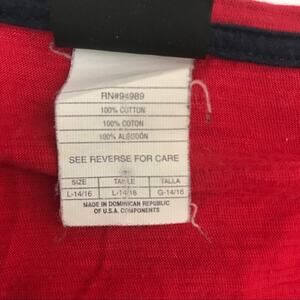 RN#94989
100% COTTON
100% COTON
100% ALGODON
SEE REVERSE FOR CARE
SIZE TAILLE TALLA
L-14/16 L-14/16 G-14/16
MADE IN DOMINICAN REPUBLIC
OF U.S.A. COMPONENTS